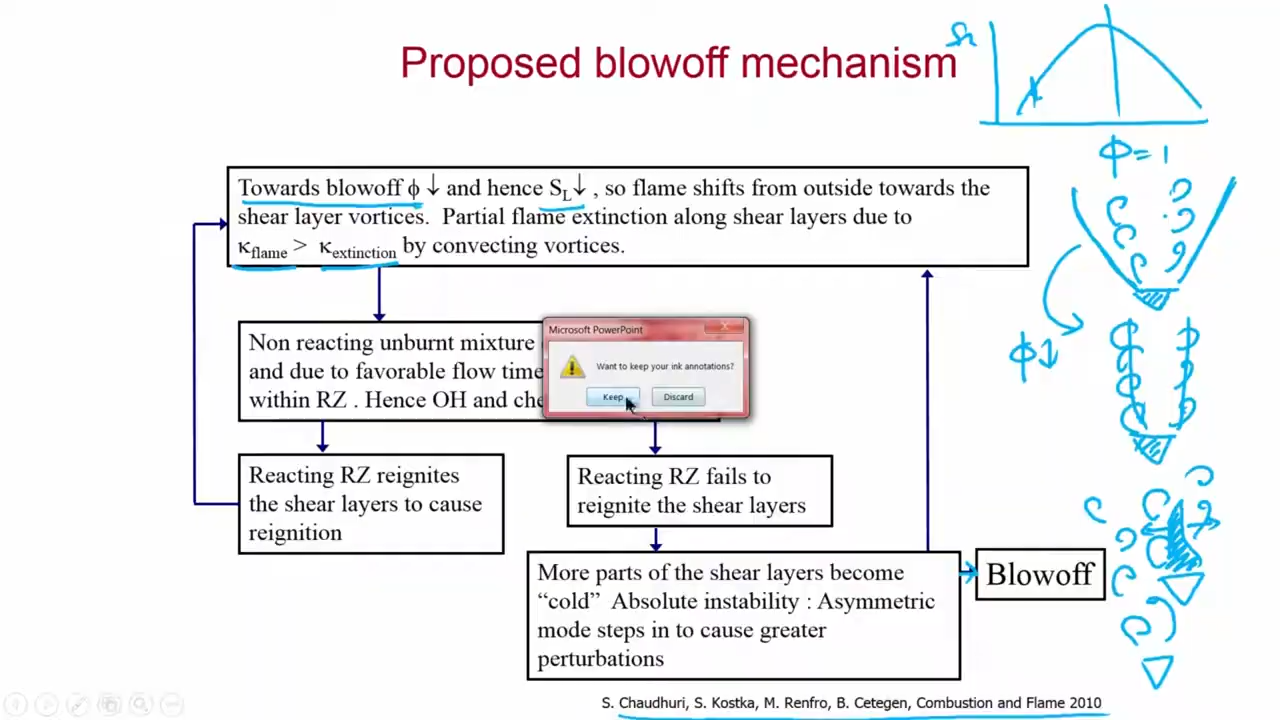 Proposed blowoff mechanism
S_L
ϕ=1
Towards blowoff ϕ ↓ and hence S_L↓ , so flame shifts from outside towards the
shear layer vortices. Partial flame extinction along shear layers due to
κ_flame > κ_extinction by convecting vortices.
ϕ↓
Non reacting unburnt mixture
and due to favorable flow time
within RZ . Hence OH and
Microsoft PowerPoint
Want to keep your ink annotations?
Keep
Discard
Reacting RZ reignites
the shear layers to cause
reignition
Reacting RZ fails to
reignite the shear layers
More parts of the shear layers become
“cold” Absolute instability : Asymmetric
mode steps in to cause greater
perturbations
Blowoff
S. Chaudhuri, S. Kostka, M. Renfro, B. Cetegen, Combustion and Flame 2010